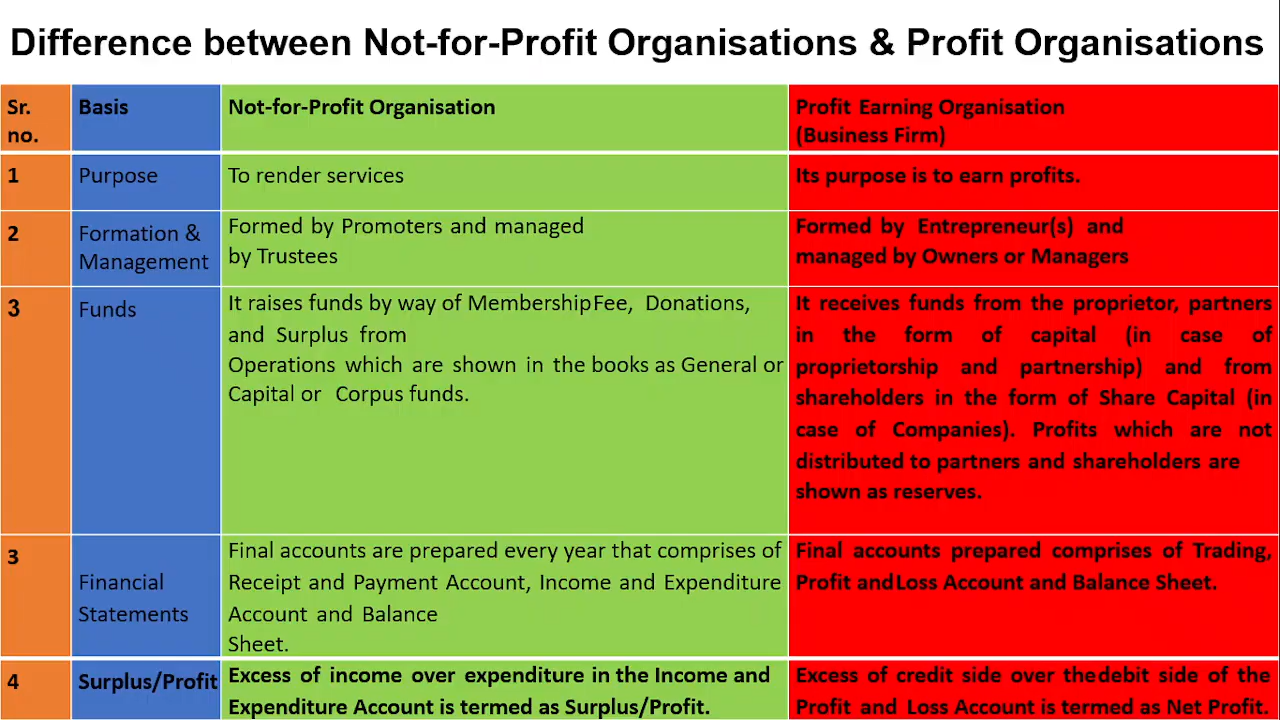 Difference between Not-for-Profit Organisations & Profit Organisations
Sr.
no.
Basis
Not-for-Profit Organisation
Profit Earning Organisation
(Business Firm)
1
Purpose
To render services
Its purpose is to earn profits.
2
Formation &
Management
Formed by Promoters and managed
by Trustees
Formed by Entrepreneur(s) and
managed by Owners or Managers
3
Funds
It raises funds by way of Membership Fee, Donations,
and Surplus from
Operations which are shown in the books as General or
Capital or Corpus funds.
It receives funds from the proprietor, partners
in the form of capital (in case of
proprietorship and partnership) and from
shareholders in the form of Share Capital (in
case of Companies). Profits which are not
distributed to partners and shareholders are
shown as reserves.
3
Financial
Statements
Final accounts are prepared every year that comprises of
Receipt and Payment Account, Income and Expenditure
Account and Balance
Sheet.
Final accounts prepared comprises of Trading,
Profit and Loss Account and Balance Sheet.
4
Surplus/Profit
Excess of income over expenditure in the Income and
Expenditure Account is termed as Surplus/Profit.
Excess of credit side over the debit side of the
Profit and Loss Account is termed as Net Profit.